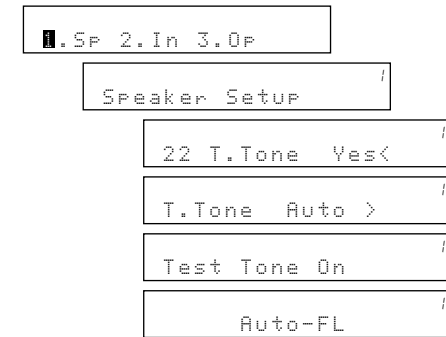 1.Sp 2.In 3.Op
Speaker Setup
22 T.Tone Yes<
T.Tone Auto >
Test Tone On
Auto-FL